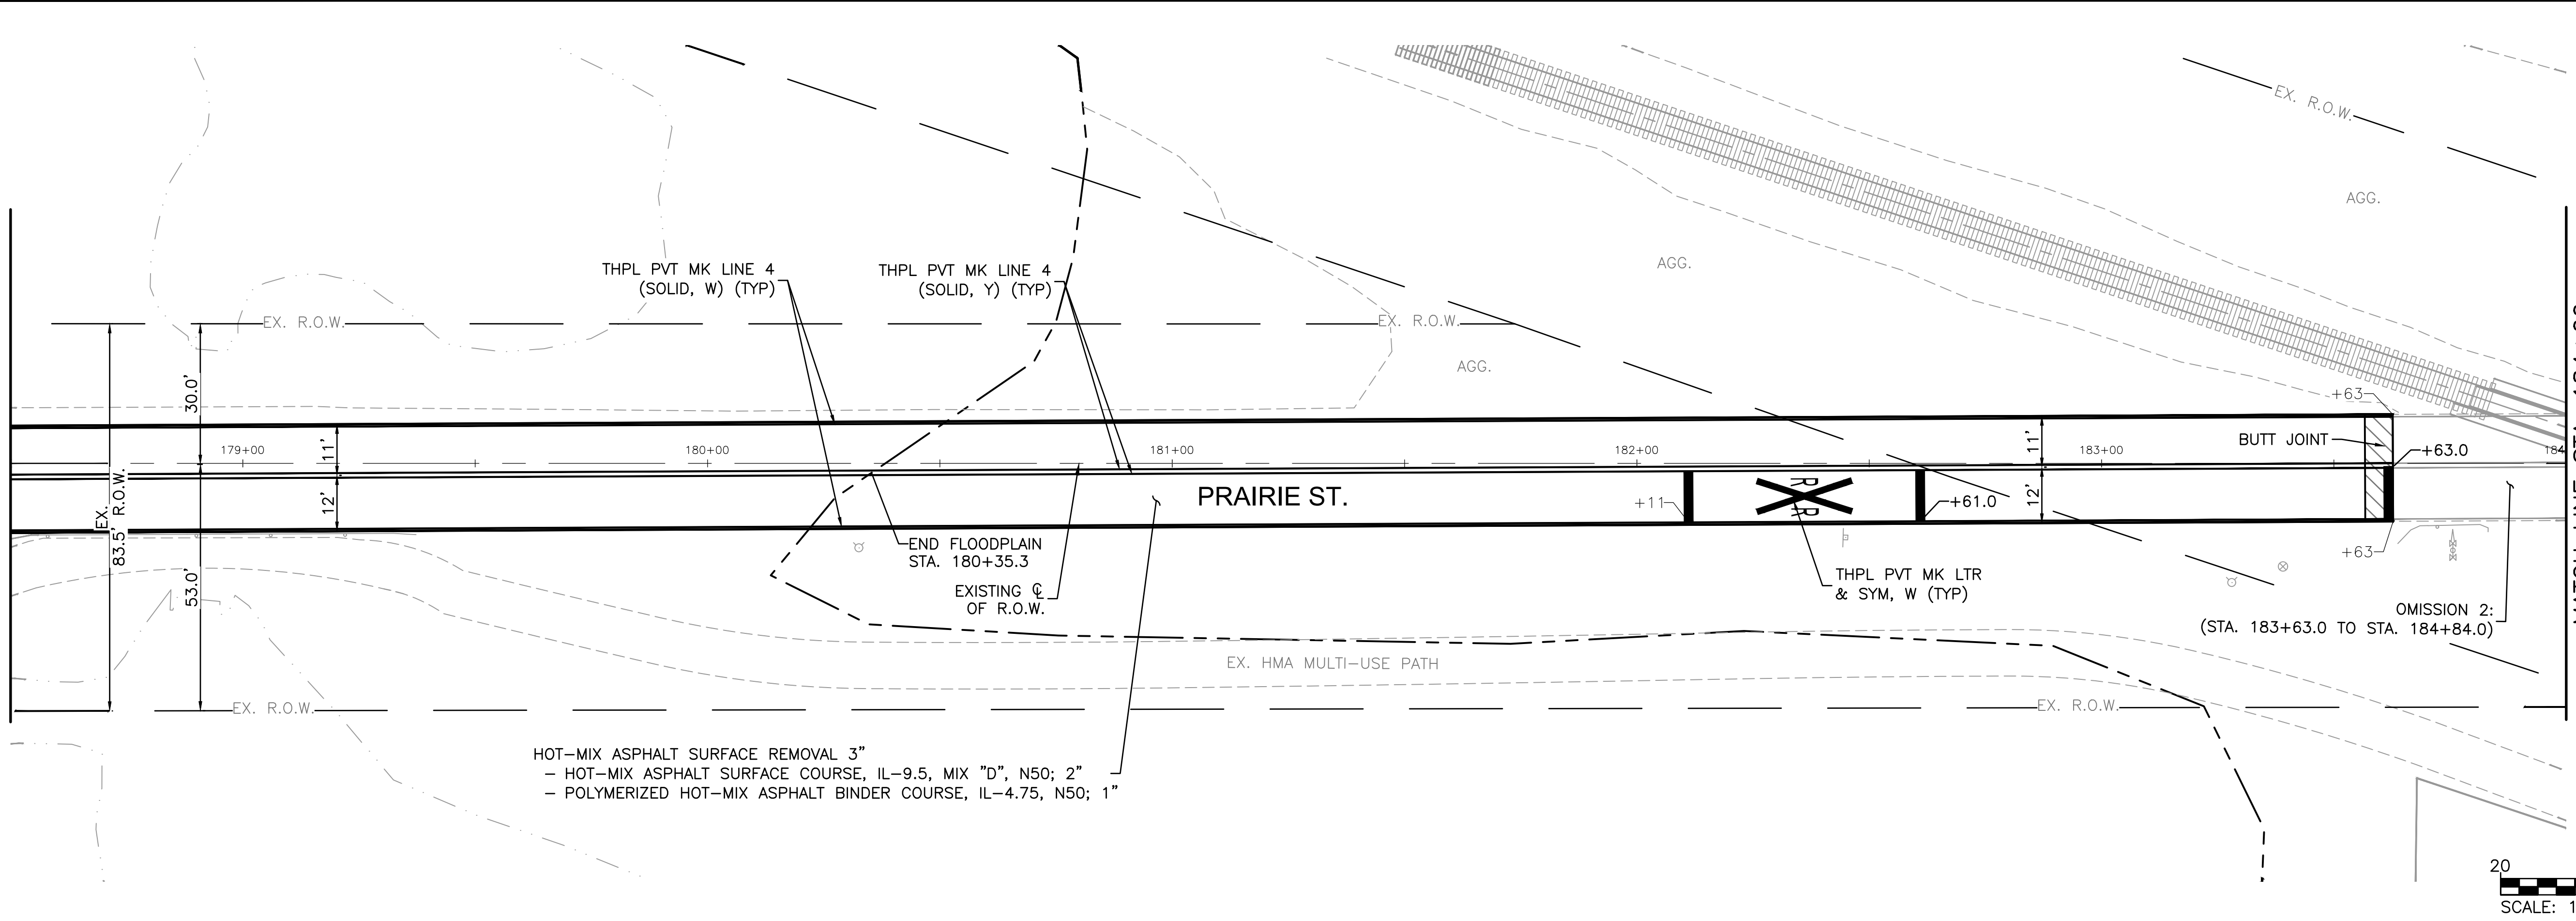 EX. R.O.W.
AGG.
AGG.
THPL PVT MK LINE 4
(SOLID, W) (TYP)
THPL PVT MK LINE 4
(SOLID, Y) (TYP)
EX. R.O.W.
EX. R.O.W.
AGG.
30.0'
+63
11'
11'
179+00
180+00
181+00
182+00
183+00
BUTT JOINT
+63.0
EX.
83.5' R.O.W.
12'
12'
PRAIRIE ST.
+11
R R
+61.0
END FLOODPLAIN
STA. 180+35.3
+63
53.0'
EXISTING ℄
OF R.O.W.
THPL PVT MK LTR
& SYM, W (TYP)
OMISSION 2:
(STA. 183+63.0 TO STA. 184+84.0)
EX. HMA MULTI-USE PATH
EX. R.O.W.
EX. R.O.W.
HOT-MIX ASPHALT SURFACE REMOVAL 3"
- HOT-MIX ASPHALT SURFACE COURSE, IL-9.5, MIX "D", N50; 2"
- POLYMERIZED HOT-MIX ASPHALT BINDER COURSE, IL-4.75, N50; 1"
20
SCALE: 1